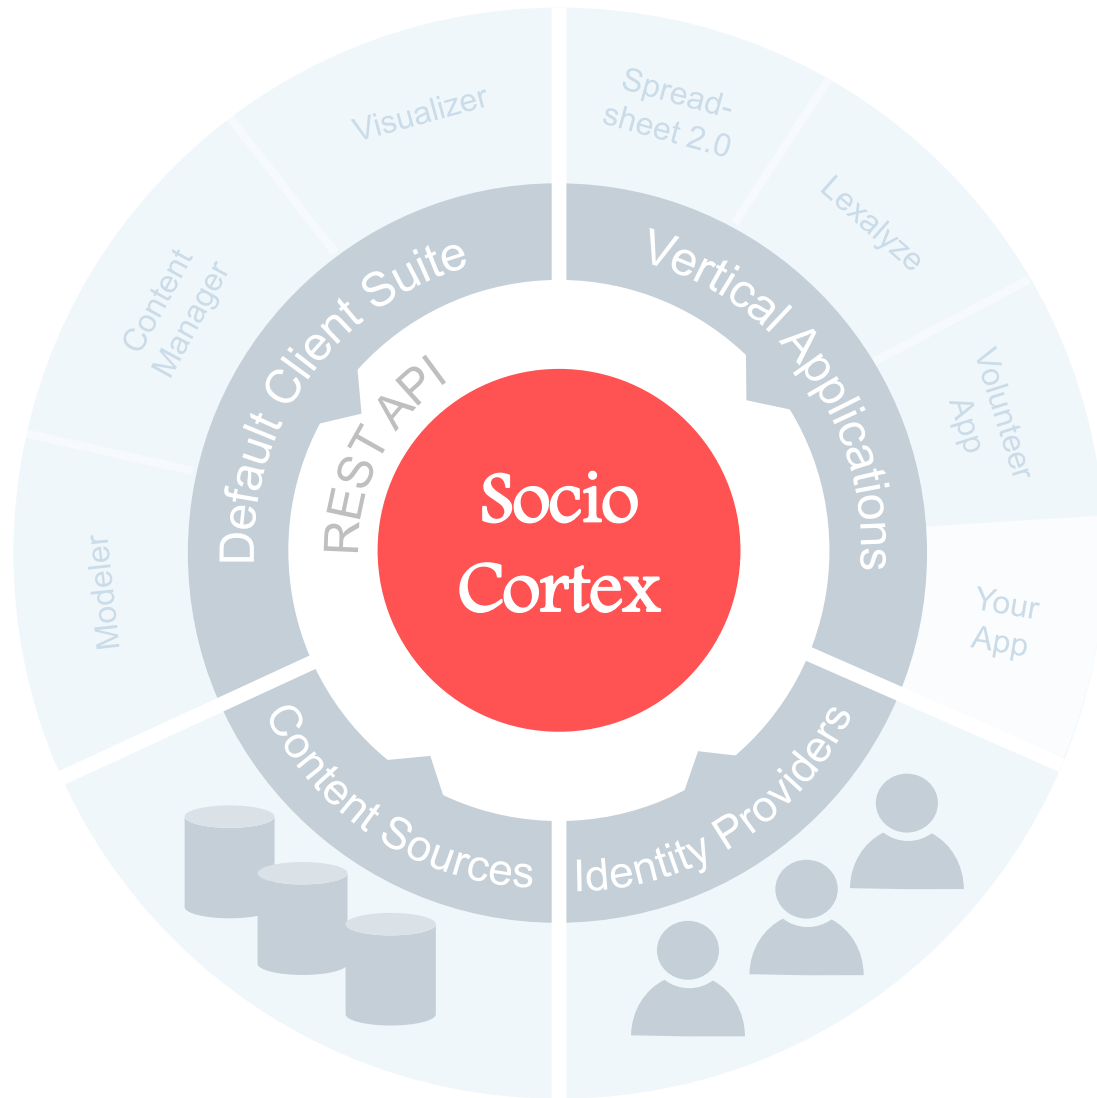 Visualizer
Spread-
sheet 2.0
Content
Manager
Lexalyze
Modeler
Volunteer
App
Your
App
Default Client Suite
Vertical Applications
REST API
Socio
Cortex
Content Sources
Identity Providers